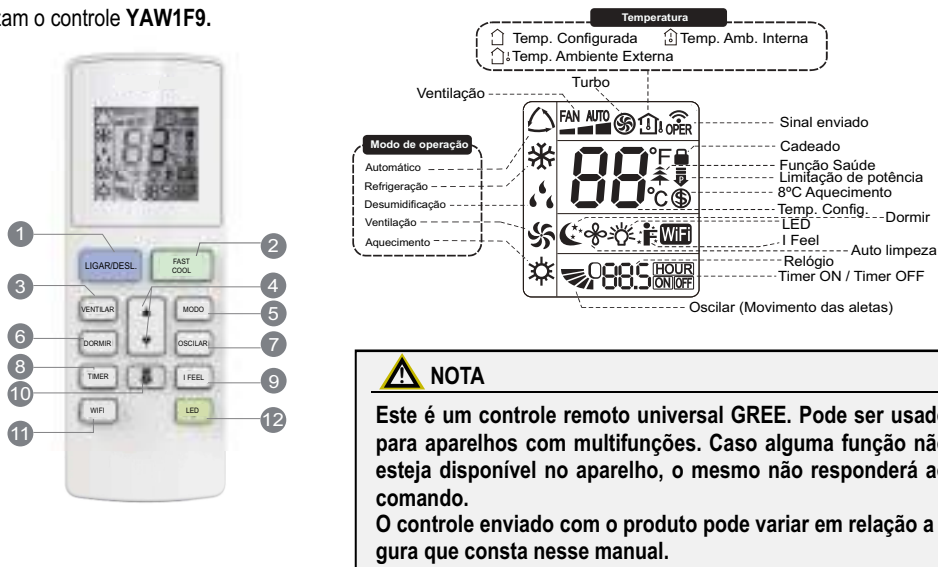 zam o controle YAW1F9.
1
2
3
4
5
6
7
8
9
10
11
12
LIGAR/DESL.
FAST
COOL
VENTILAR
MODO
DORMIR
OSCILAR
TIMER
I FEEL
WIFI
LED
Temperatura
Temp. Configurada Temp. Amb. Interna
Temp. Ambiente Externa
Ventilação
Turbo
Modo de operação
Automático
Refrigeração
Desumidificação
Ventilação
Aquecimento
FAN AUTO OPER
88 °F
°C
WiFi
88.5 HOUR
ON OFF
Sinal enviado
Cadeado
Função Saúde
Limitação de potência
8ºC Aquecimento
Temp. Config.
Dormir
LED
I Feel
Auto limpeza
Relógio
Timer ON / Timer OFF
Oscilar (Movimento das aletas)
NOTA
Este é um controle remoto universal GREE. Pode ser usado
para aparelhos com multifunções. Caso alguma função nã
esteja disponível no aparelho, o mesmo não responderá a
comando.
O controle enviado com o produto pode variar em relação a
gura que consta nesse manual.